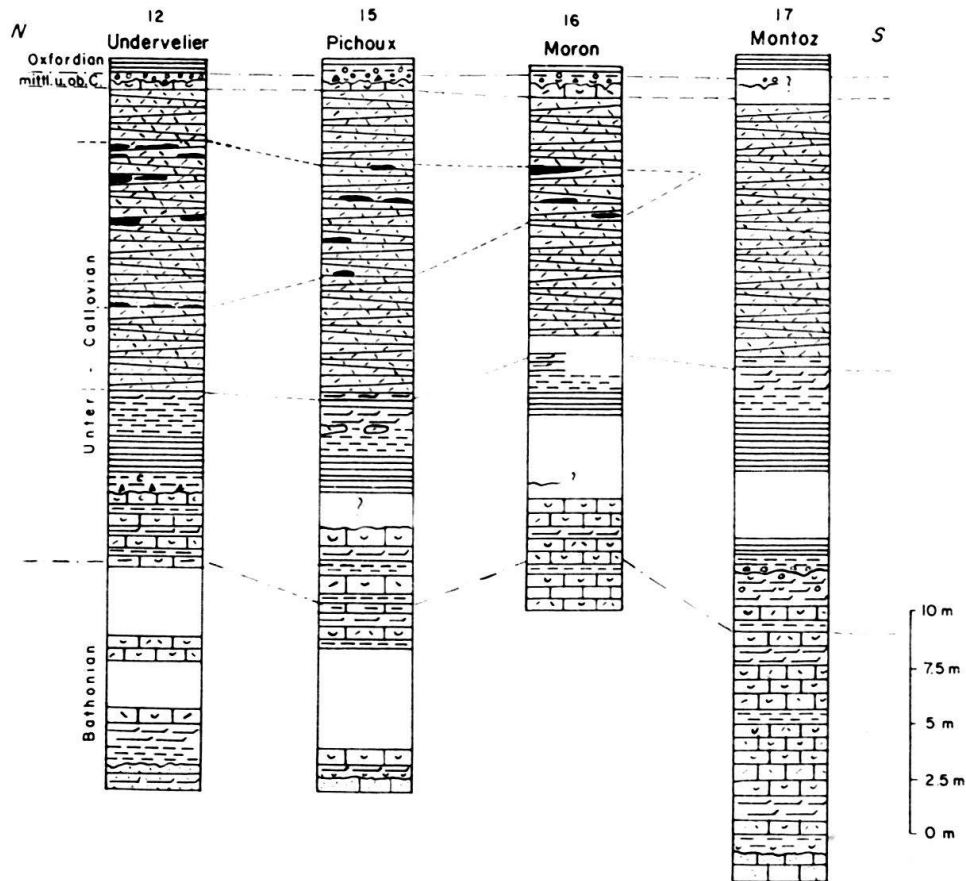 12 15 16 17
N Undervelier Pichoux Moron Montoz S
Oxfordian
mittl.u.ob.C.
?
Unter - Callovian
?
?
Bathonian
10 m
7.5 m
5 m
2.5 m
0 m